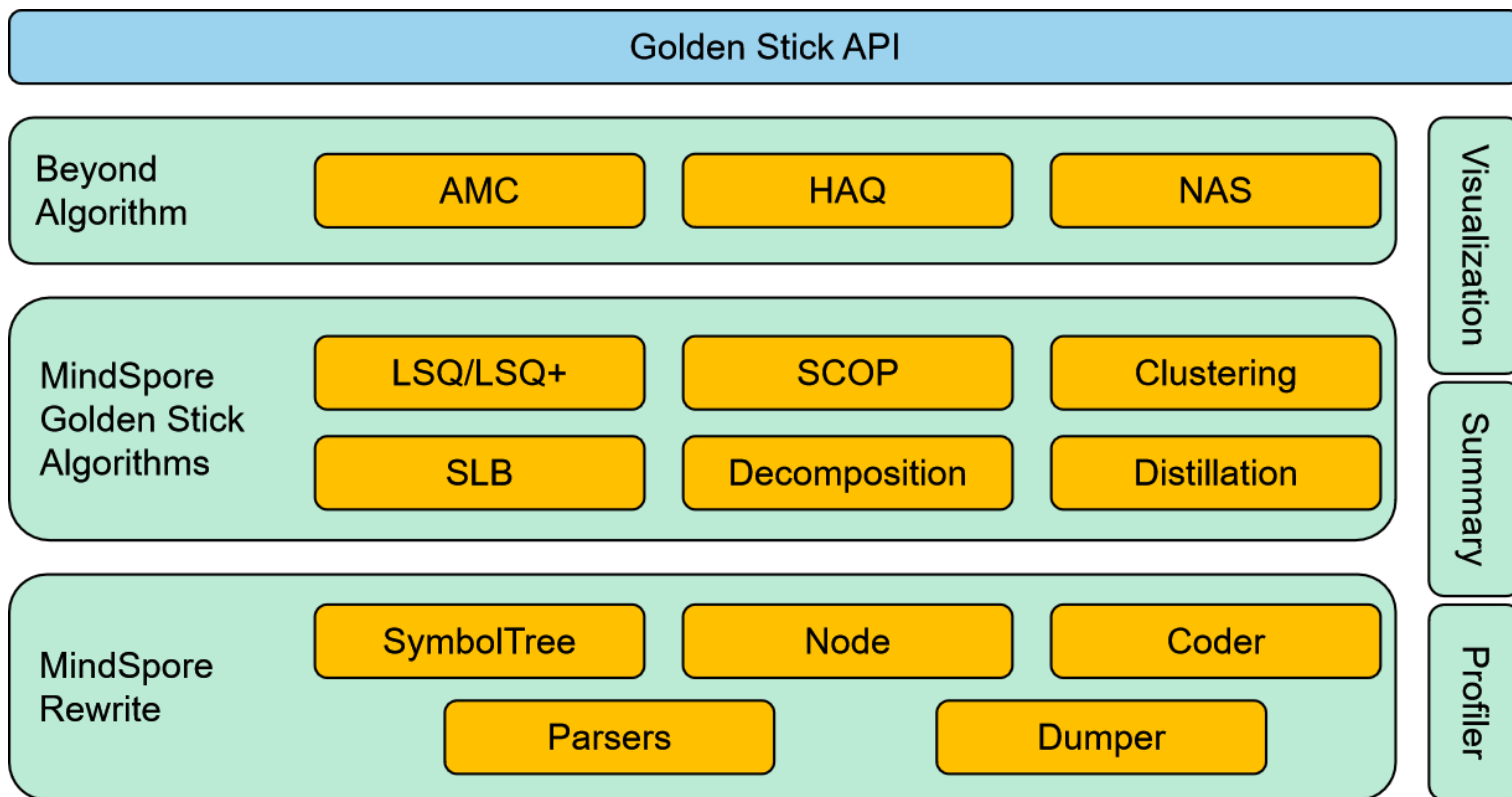 Golden Stick API
Beyond
Algorithm
AMC
HAQ
NAS
MindSpore
Golden Stick
Algorithms
LSQ/LSQ+
SCOP
Clustering
SLB
Decomposition
Distillation
MindSpore
Rewrite
SymbolTree
Node
Coder
Parsers
Dumper
Visualization
Summary
Profiler